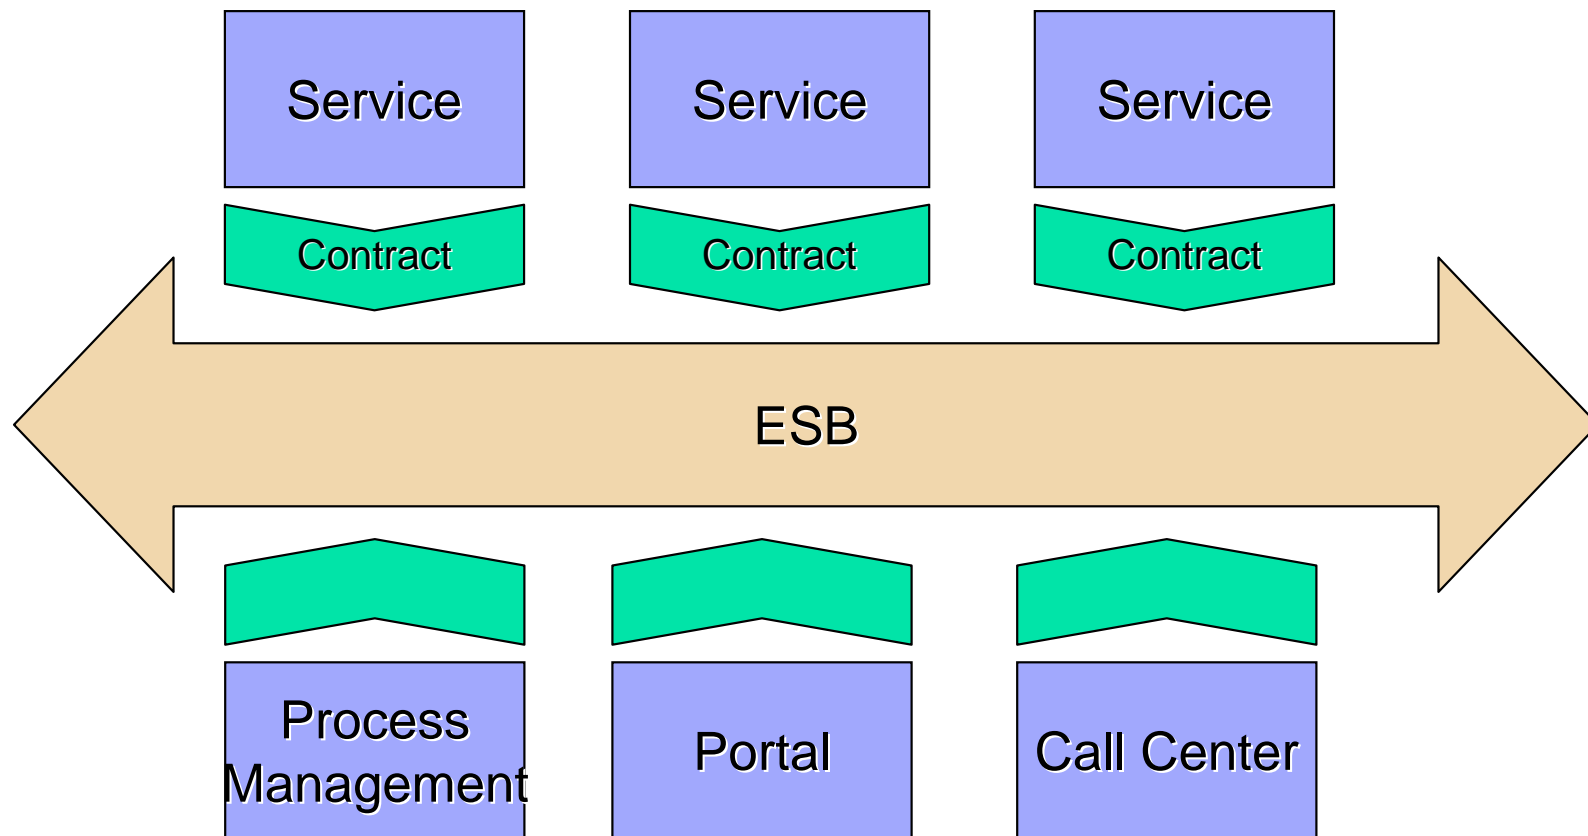 Service
Service
Service
Contract
Contract
Contract
ESB
Process
Management
Portal
Call Center